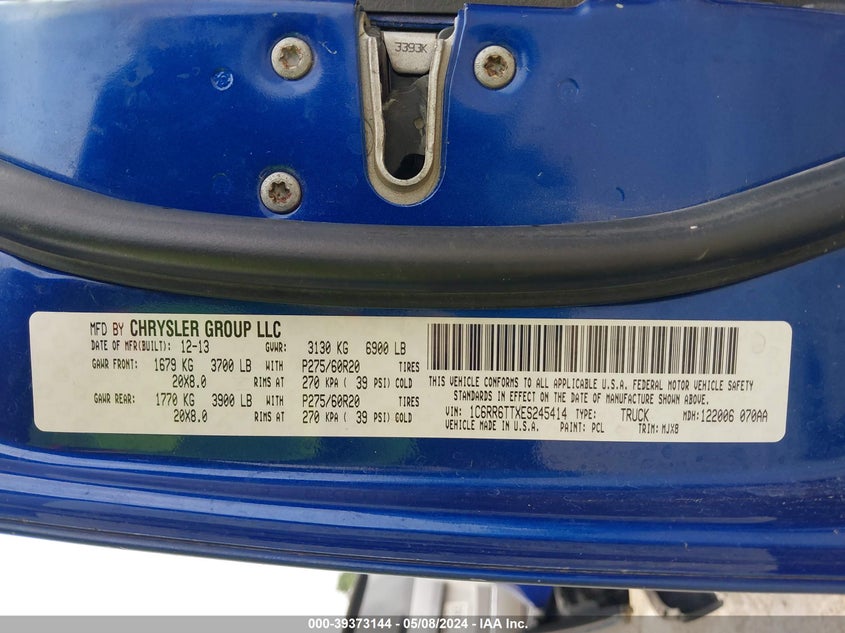 3393K
MFD BY CHRYSLER GROUP LLC
DATE OF MFR(BUILT): 12-13 GVWR: 3130 KG 6900 LB
GAWR FRONT: 1679 KG 3700 LB WITH P275/60R20 TIRES
20X8.0 RIMS AT 270 KPA ( 39 PSI) COLD
GAWR REAR: 1770 KG 3900 LB WITH P275/60R20 TIRES
20X8.0 RIMS AT 270 KPA ( 39 PSI) COLD
THIS VEHICLE CONFORMS TO ALL APPLICABLE U.S.A. FEDERAL MOTOR VEHICLE SAFETY
STANDARDS IN EFFECT ON THE DATE OF MANUFACTURE SHOWN ABOVE.
VIN: 1C6RR6TTXES245414 TYPE: TRUCK MDH: 122006 070AA
VEHICLE MADE IN U.S.A. PAINT: PCL TRIM: MJX8
000-39373144 - 05/08/2024 - Copyright © 2024 IAA, Inc.